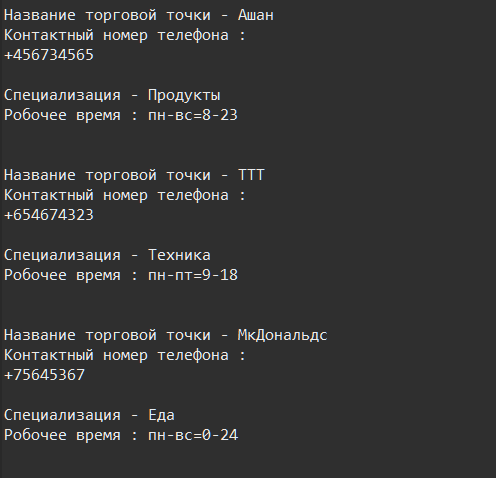 Название торговой точки - Ашан
Контактный номер телефона :
+456734565
Специализация - Продукты
Робочее время : пн-вс=8-23
Название торговой точки - ТТТ
Контактный номер телефона :
+654674323
Специализация - Техника
Робочее время : пн-пт=9-18
Название торговой точки - МкДональдс
Контактный номер телефона :
+75645367
Специализация - Еда
Робочее время : пн-вс=0-24